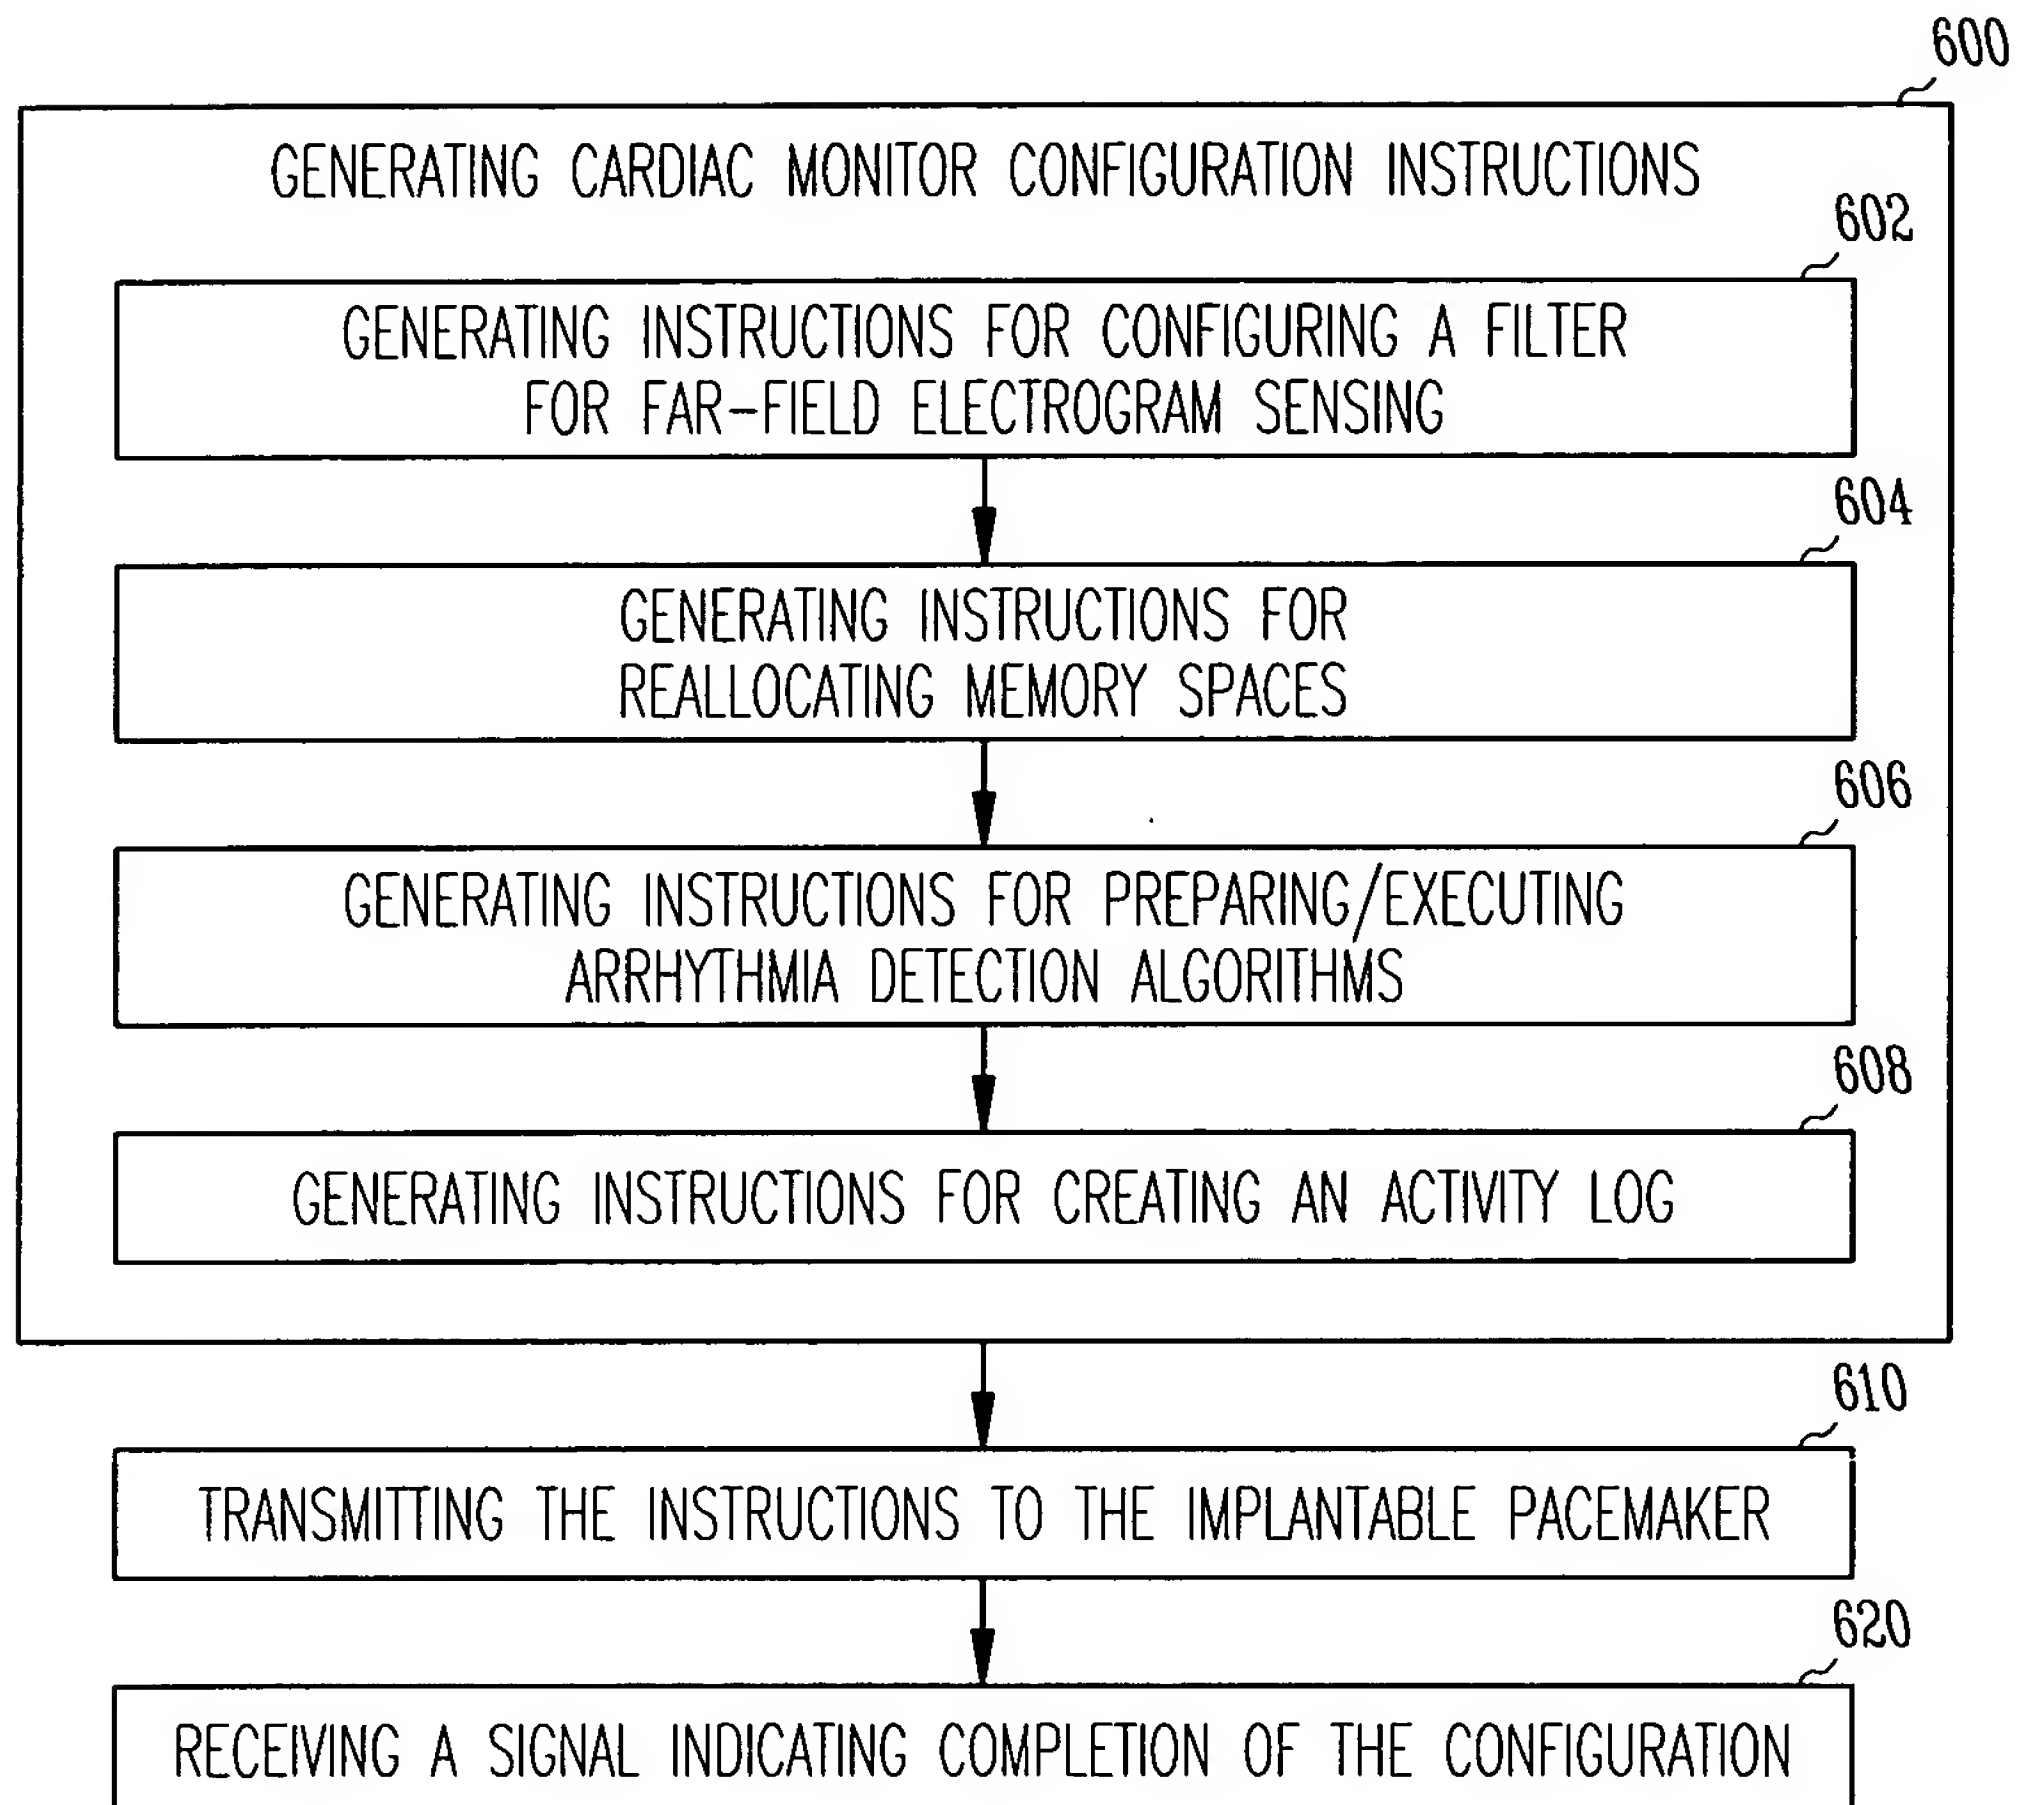 600
GENERATING CARDIAC MONITOR CONFIGURATION INSTRUCTIONS
602
GENERATING INSTRUCTIONS FOR CONFIGURING A FILTER
FOR FAR-FIELD ELECTROGRAM SENSING
604
GENERATING INSTRUCTIONS FOR
REALLOCATING MEMORY SPACES
606
GENERATING INSTRUCTIONS FOR PREPARING/EXECUTING
ARRHYTHMIA DETECTION ALGORITHMS
608
GENERATING INSTRUCTIONS FOR CREATING AN ACTIVITY LOG
610
TRANSMITTING THE INSTRUCTIONS TO THE IMPLANTABLE PACEMAKER
620
RECEIVING A SIGNAL INDICATING COMPLETION OF THE CONFIGURATION